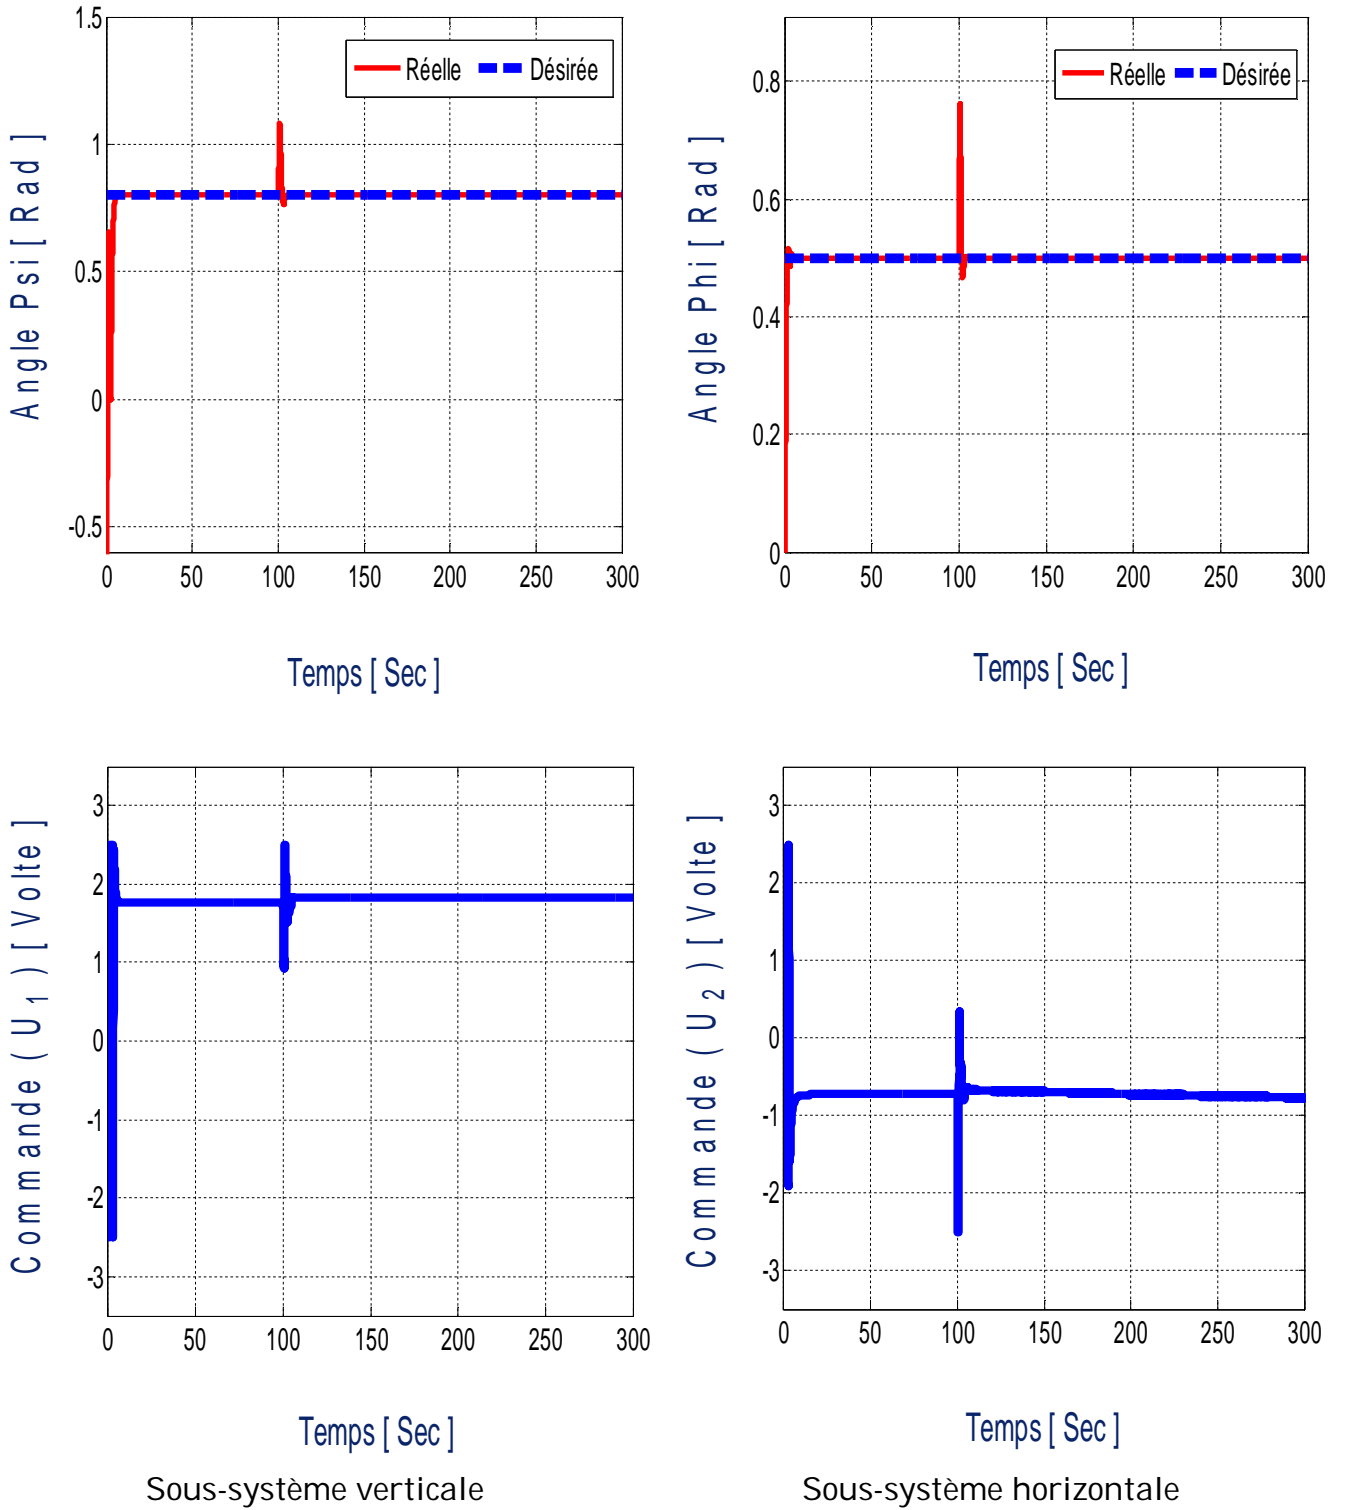 1.5
1
0.5
0
-0.5
Réelle Désirée
Angle Psi [ Rad ]
0 50 100 150 200 250 300
Temps [ Sec ]
0.8
0.6
0.4
0.2
0
Réelle Désirée
Angle Phi [ Rad ]
0 50 100 150 200 250 300
Temps [ Sec ]
3
2
1
0
-1
-2
-3
Commande ( U 1 ) [ Volte ]
0 50 100 150 200 250 300
Temps [ Sec ]
Sous-système verticale
3
2
1
0
-1
-2
-3
Commande ( U 2 ) [ Volte ]
0 50 100 150 200 250 300
Temps [ Sec ]
Sous-système horizontale